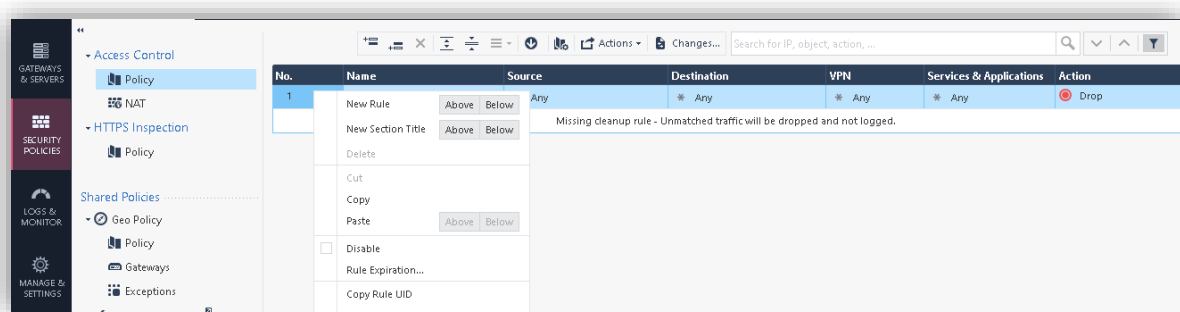 GATEWAYS
& SERVERS
SECURITY
POLICIES
LOGS &
MONITOR
MANAGE &
SETTINGS
Access Control
Policy
NAT
HTTPS Inspection
Policy
Shared Policies
Geo Policy
Policy
Gateways
Exceptions
Actions Changes... Search for IP, object, action, ...
No. Name Source Destination VPN Services & Applications Action
1 Any * Any * Any * Any Drop
Missing cleanup rule - Unmatched traffic will be dropped and not logged.
New Rule Above Below
New Section Title Above Below
Delete
Cut
Copy
Paste Above Below
Disable
Rule Expiration...
Copy Rule UID